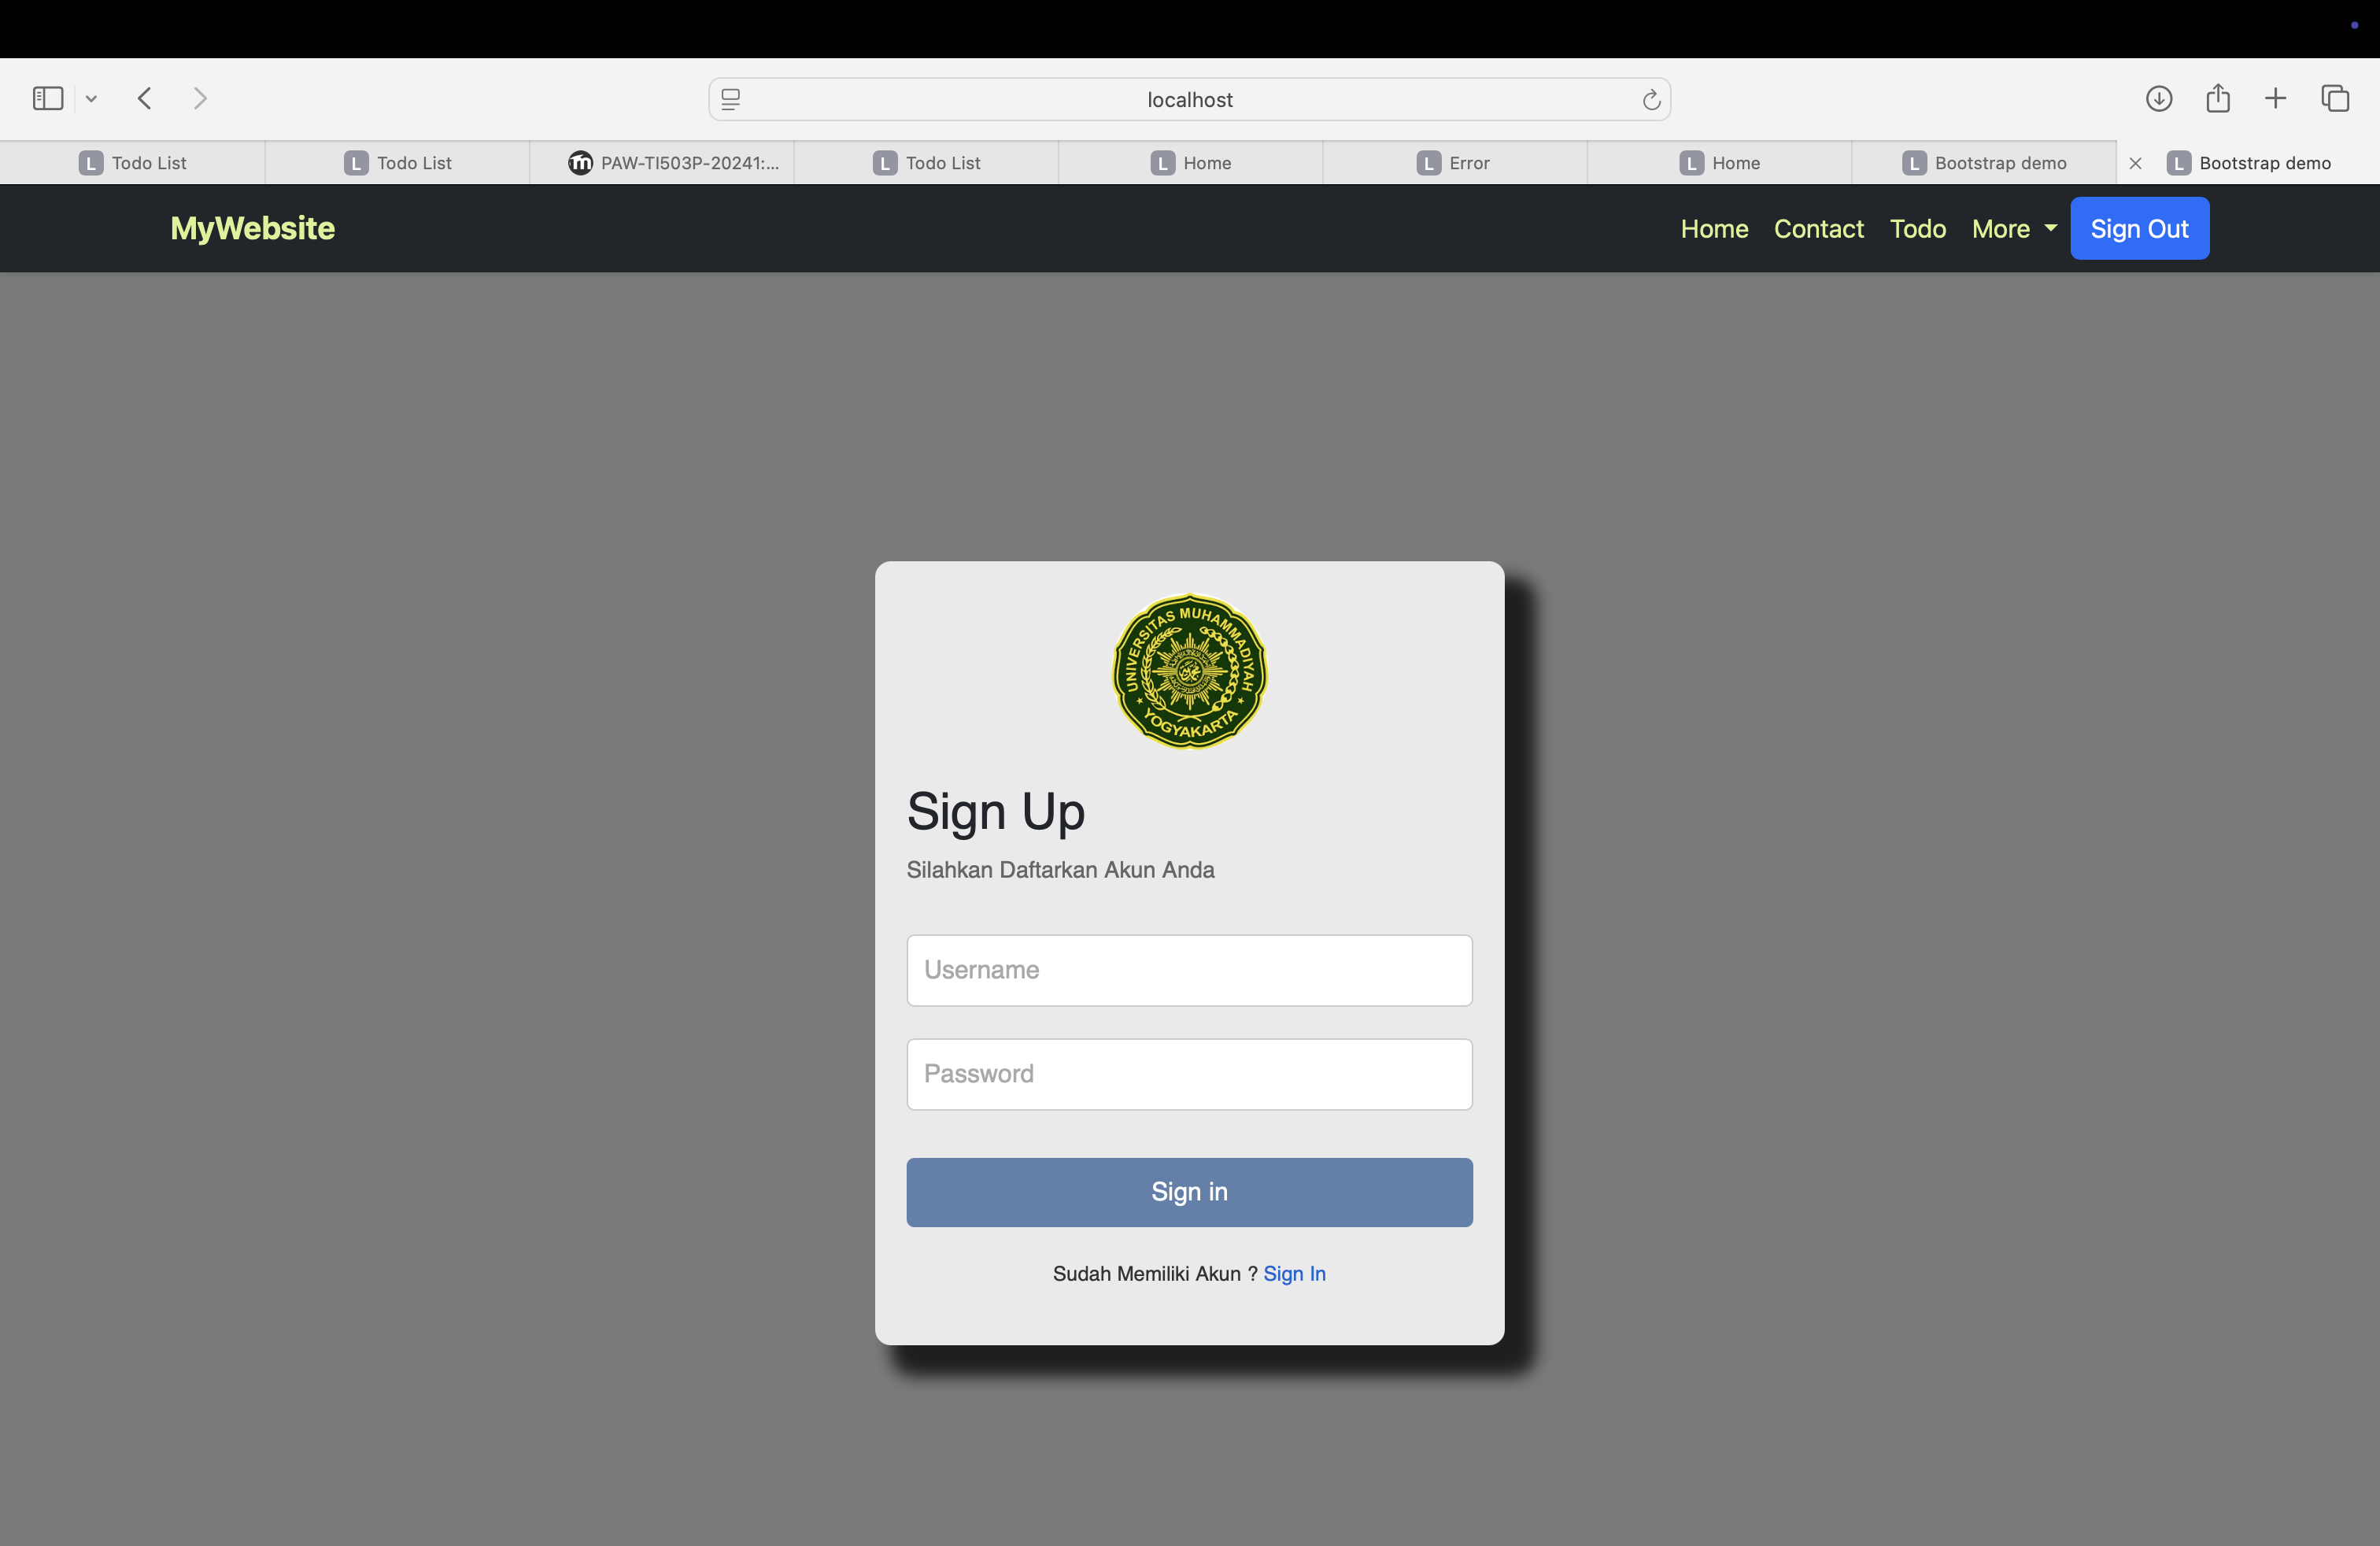 localhost
L Todo List
L Todo List
m PAW-TI503P-20241:...
L Todo List
L Home
L Error
L Home
L Bootstrap demo
L Bootstrap demo
MyWebsite
Home Contact Todo More Sign Out
UNIVERSITAS MUHAMMADIYAH
YOGYAKARTA
Sign Up
Silahkan Daftarkan Akun Anda
Username
Password
Sign in
Sudah Memiliki Akun ? Sign In